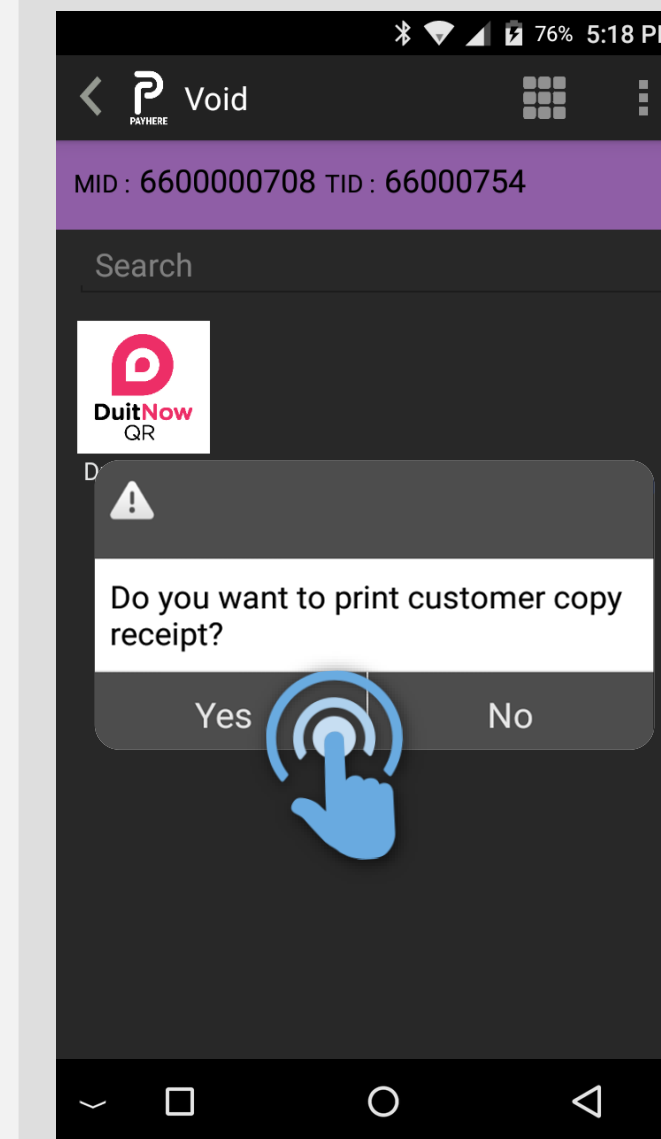 76% 5:18 PM
PAYHERE
Void
MID : 6600000708 TID : 66000754
Search
DuitNow
QR
Do you want to print customer copy
receipt?
Yes No